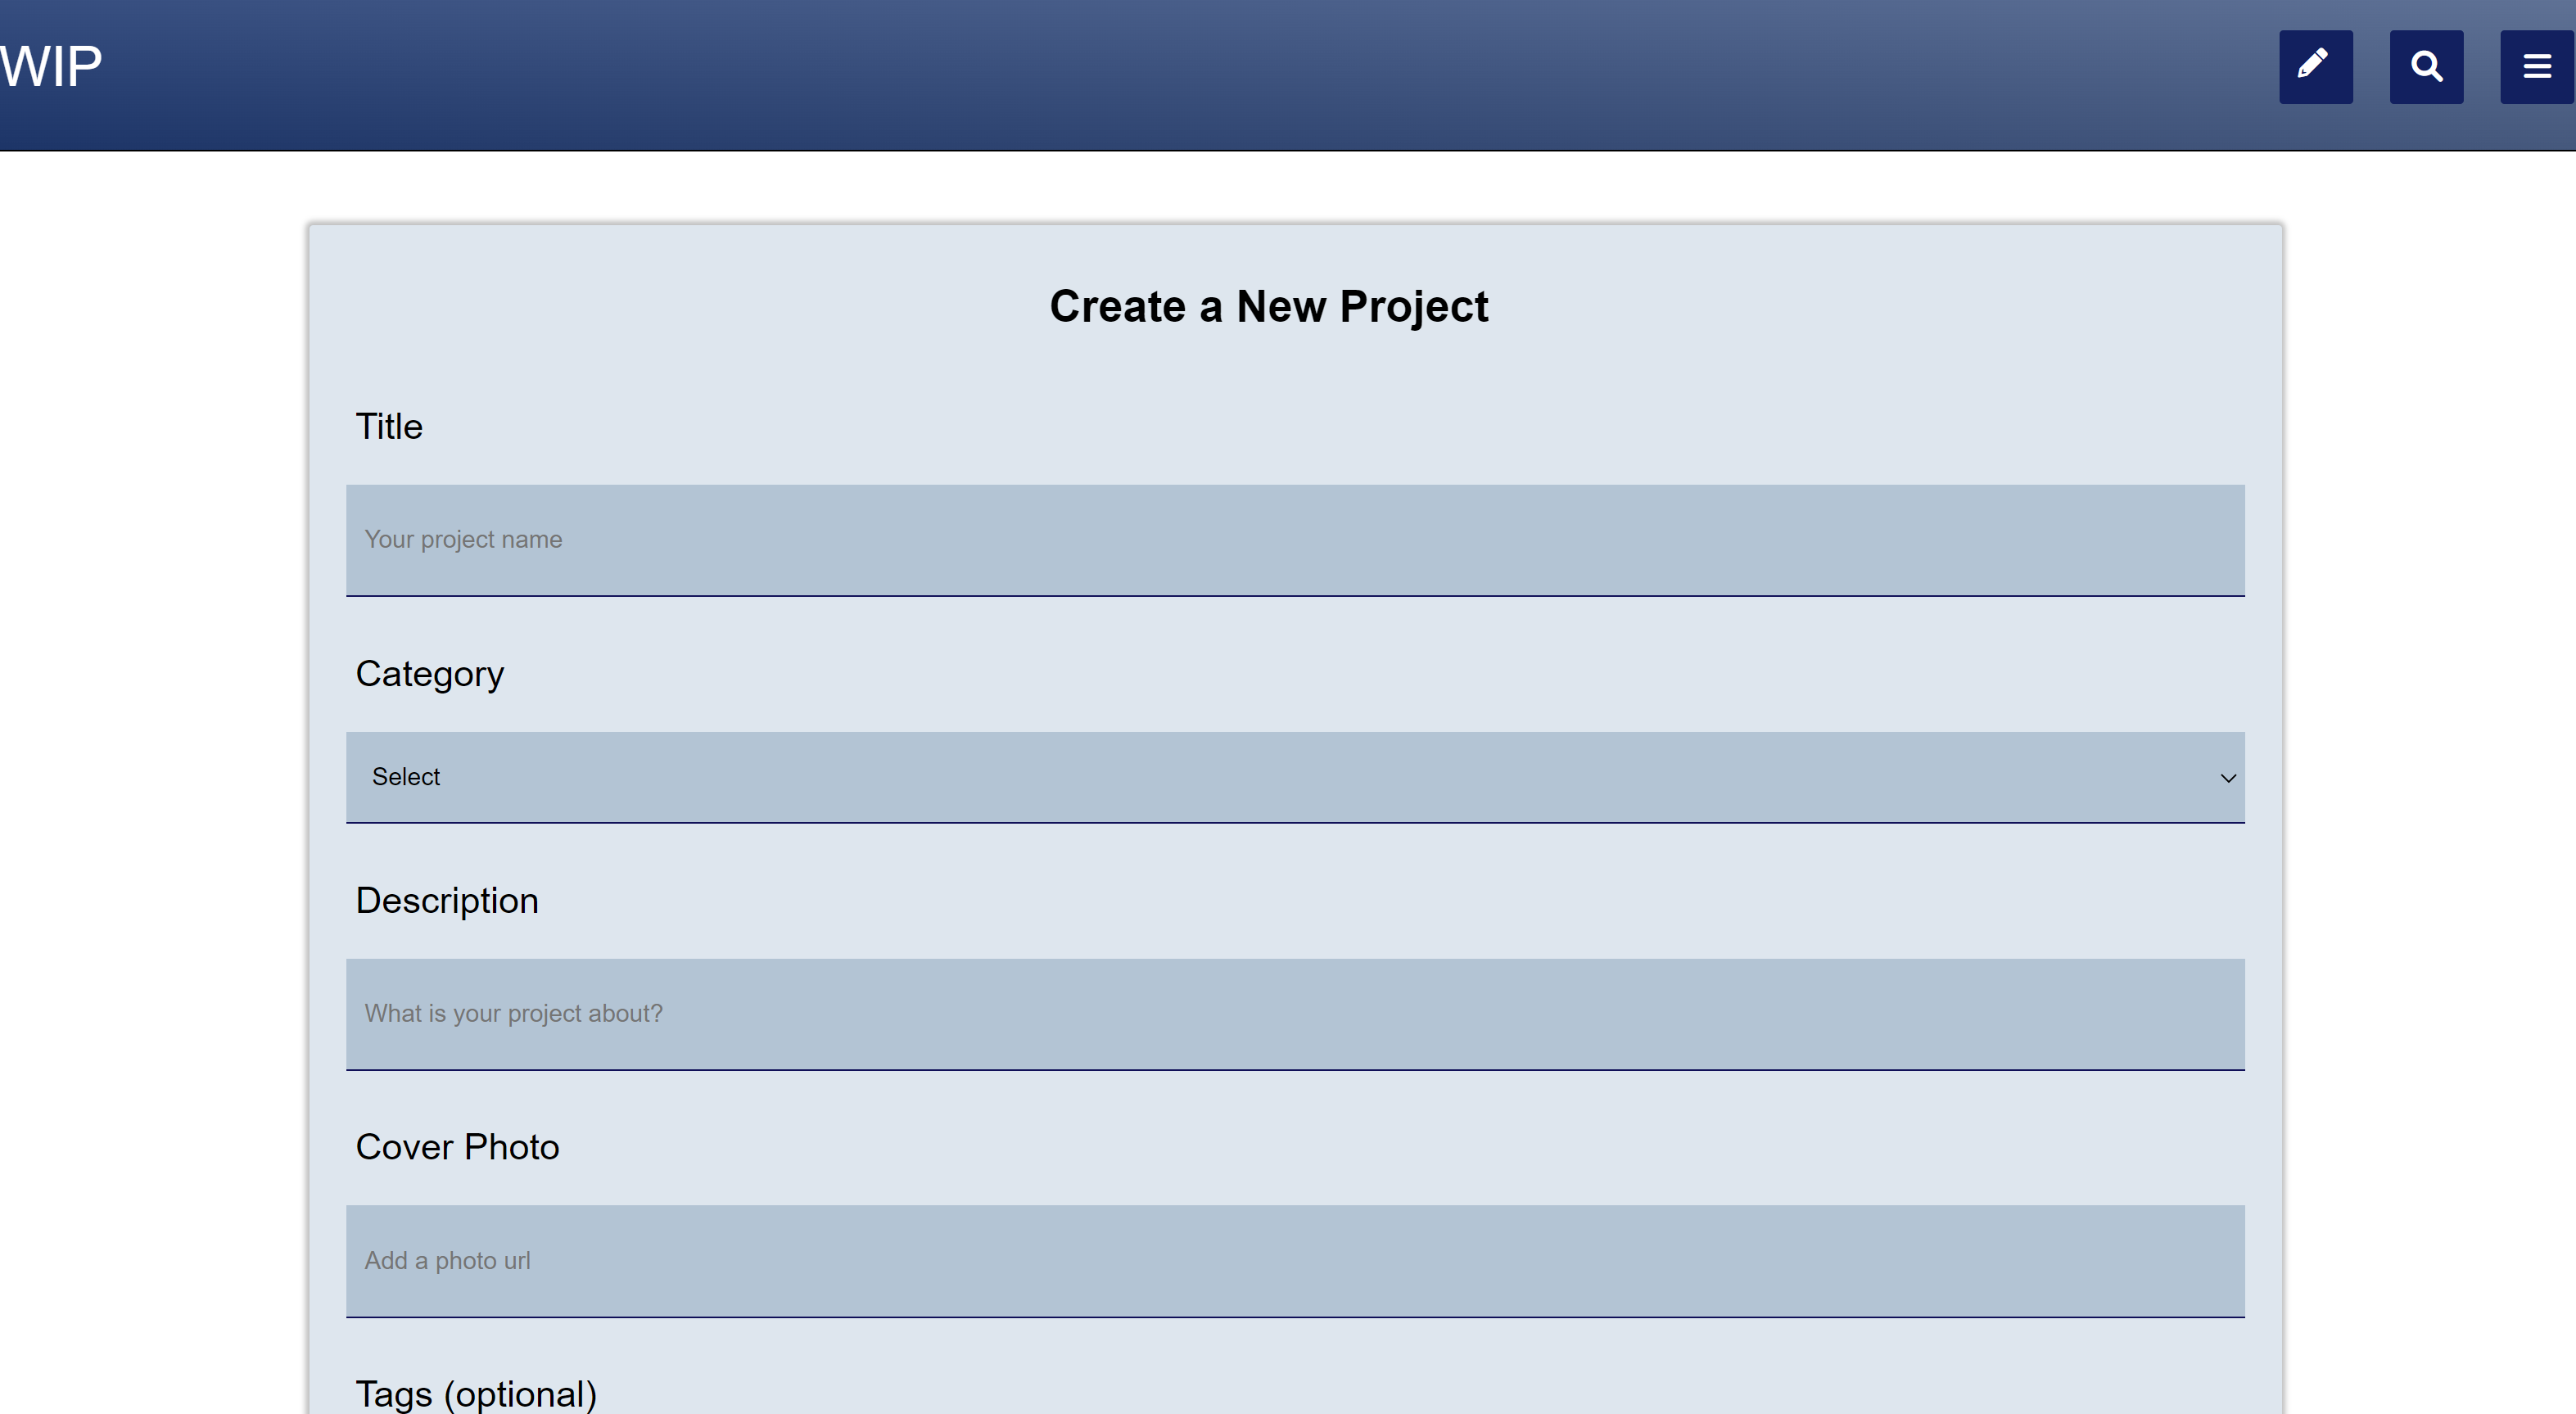 WIP
Create a New Project
Title
Your project name
Category
Select
Description
What is your project about?
Cover Photo
Add a photo url
Tags (optional)